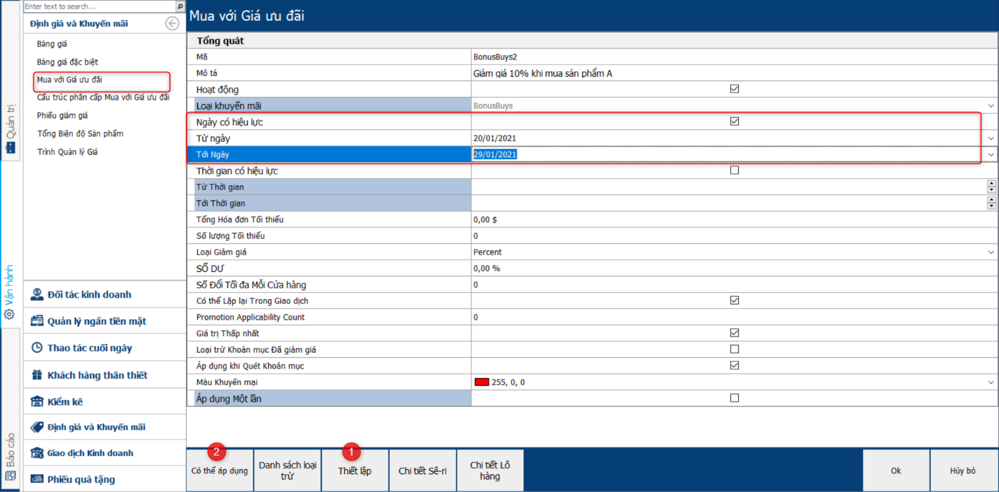 Enter text to search...
Định giá và Khuyến mãi
Bảng giá
Bảng giá đặc biệt
Mua với Giá ưu đãi
Cấu trúc phân cấp Mua với Giá ưu đãi
Phiếu giảm giá
Tổng Biên độ Sản phẩm
Trình Quản lý Giá
Quản trị
Vận hành
Báo cáo
Đối tác kinh doanh
Quản lý ngăn tiền mặt
Thao tác cuối ngày
Khách hàng thân thiết
Kiểm kê
Định giá và Khuyến mãi
Giao dịch Kinh doanh
Phiếu quà tặng
Mua với Giá ưu đãi
Tổng quát
Mã BonusBuys2
Mô tả Giảm giá 10% khi mua sản phẩm A
Hoạt động
Loại khuyến mãi BonusBuys
Ngày có hiệu lực
Từ ngày 20/01/2021
Tới Ngày 29/01/2021
Thời gian có hiệu lực
Từ Thời gian
Tới Thời gian
Tổng Hóa đơn Tối thiểu 0,00 $
Số lượng Tối thiểu 0
Loại Giảm giá Percent
SỐ DƯ 0,00 %
Số Đổi Tối đa Mỗi Cửa hàng 0
Có thể Lặp lại Trong Giao dịch
Promotion Applicability Count 0
Giá trị Thấp nhất
Loại trừ Khoản mục Đã giảm giá
Áp dụng khi Quét Khoản mục
Màu Khuyến mại 255, 0, 0
Áp dụng Một lần
2
Có thể áp dụng
Danh sách loại
trừ
1
Thiết lập
Chi tiết Sê-ri
Chi tiết Lô
hàng
Ok
Hủy bỏ